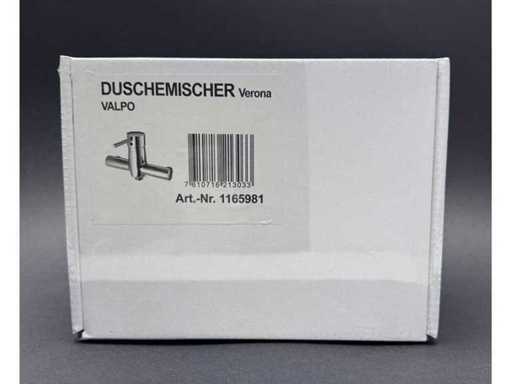 DUSCHEMISCHER Verona
VALPO
7 610716 213033
Art.-Nr. 1165981